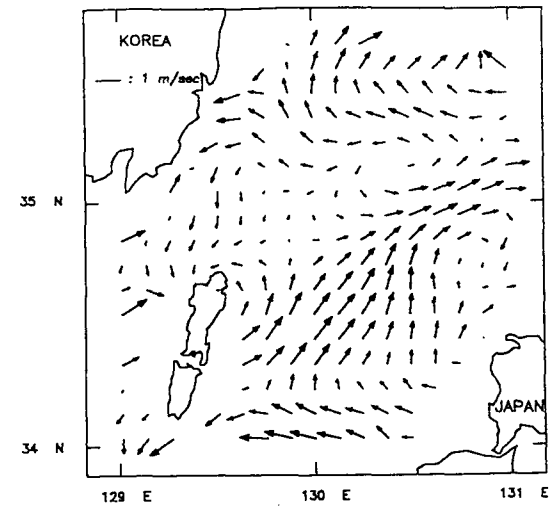 KOREA
: 1 m/sec
35 N
34 N
JAPAN
129 E
130 E
131 E